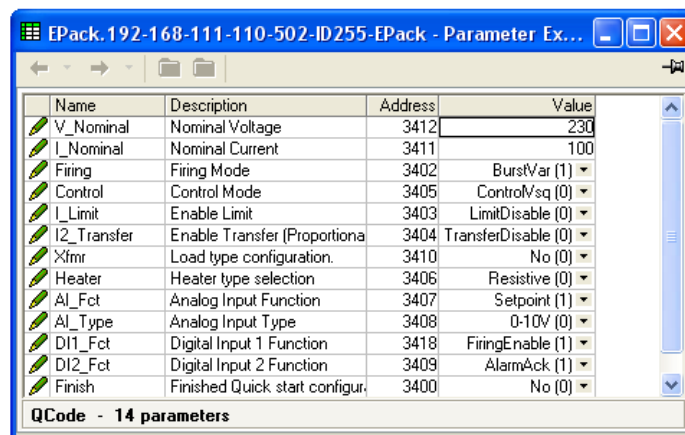 EPack.192-168-111-110-502-ID255-EPack - Parameter Ex...
Name Description Address Value
V_Nominal Nominal Voltage 3412 230
I_Nominal Nominal Current 3411 100
Firing Firing Mode 3402 BurstVar (1)
Control Control Mode 3405 ControlVsq (0)
I_Limit Enable Limit 3403 LimitDisable (0)
I2_Transfer Enable Transfer (Proportiona 3404 TransferDisable (0)
Xfmr Load type configuration. 3410 No (0)
Heater Heater type selection 3406 Resistive (0)
AI_Fct Analog Input Function 3407 Setpoint (1)
AI_Type Analog Input Type 3408 0-10V (0)
DI1_Fct Digital Input 1 Function 3418 FiringEnable (1)
DI2_Fct Digital Input 2 Function 3409 AlarmAck (1)
Finish Finished Quick start configur 3400 No (0)
QCode - 14 parameters